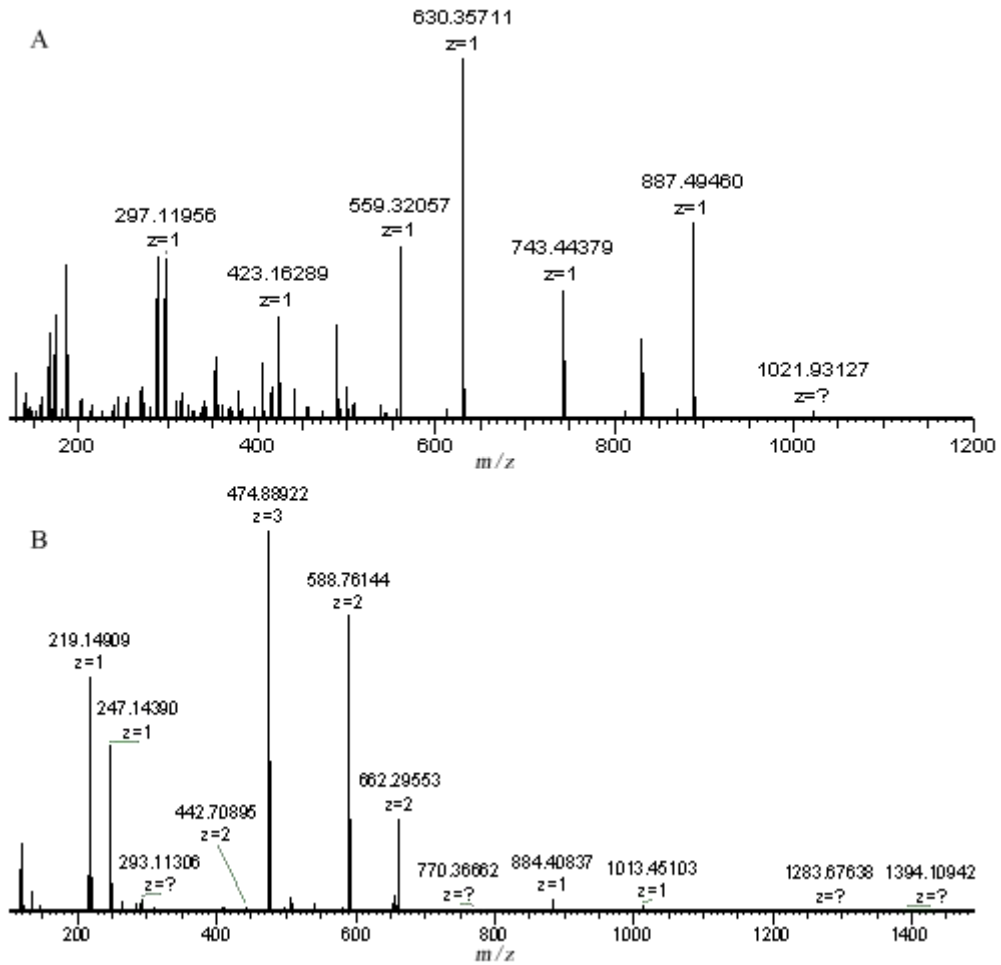 A
630.35711
z=1
887.49460
z=1
559.32057
z=1
297.11956
z=1
743.44379
z=1
423.16289
z=1
1021.93127
z=?
200 400 600 800 1000 1200
m/z
B
474.88922
z=3
588.76144
z=2
219.14909
z=1
247.14390
z=1
662.29553
z=2
442.70895
z=2
293.11306
z=?
770.36662
z=?
884.40837
z=1
1013.45103
z=1
1283.67638
z=?
1394.10942
z=?
200 400 600 800 1000 1200 1400
m/z